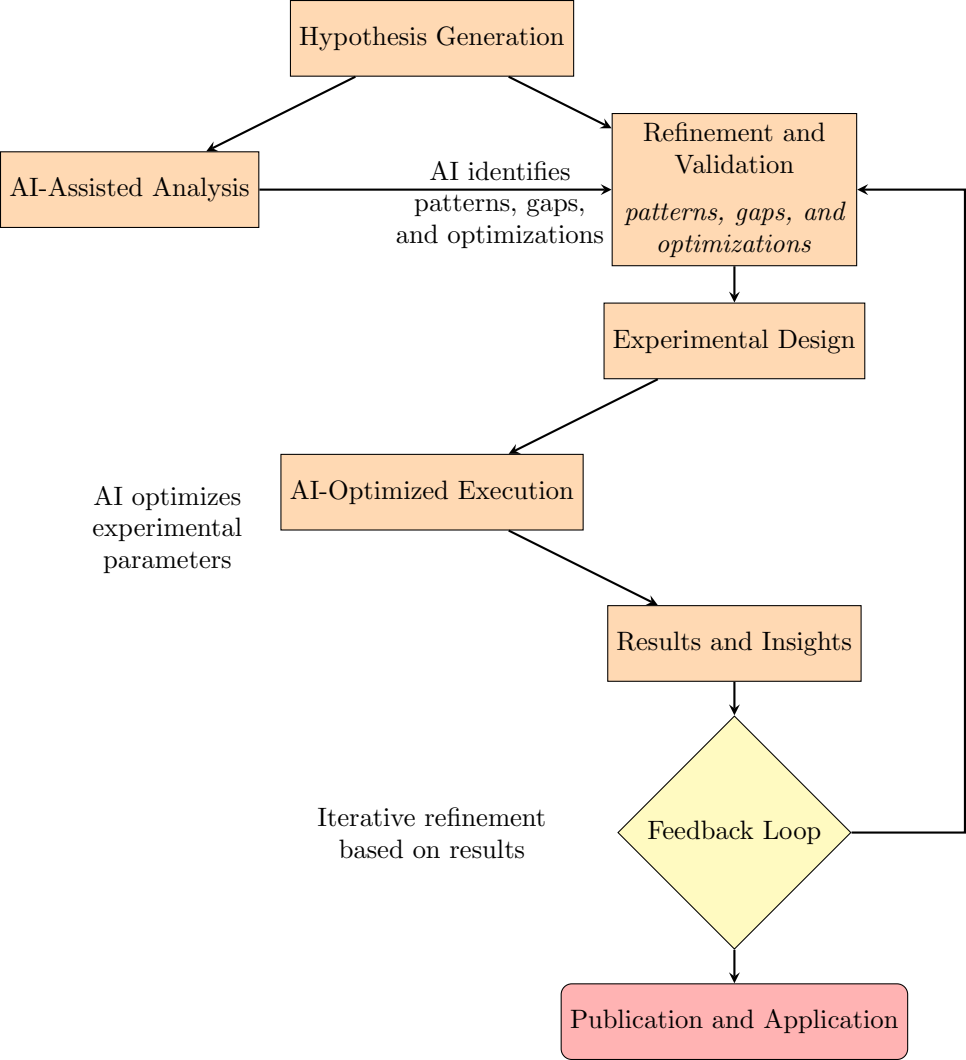 Hypothesis Generation
Refinement and
Validation
patterns, gaps, and
optimizations
AI-Assisted Analysis
AI identifies
patterns, gaps,
and optimizations
Experimental Design
AI-Optimized Execution
AI optimizes
experimental
parameters
Results and Insights
Feedback Loop
Iterative refinement
based on results
Publication and Application